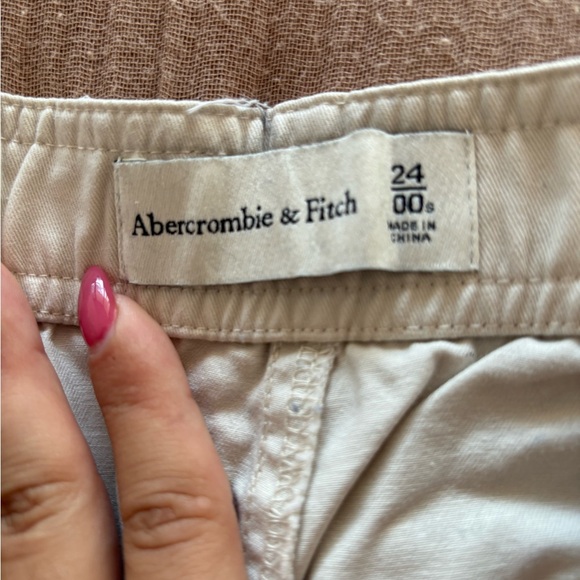 Abercrombie & Fitch
24
00s
MADE IN
CHINA